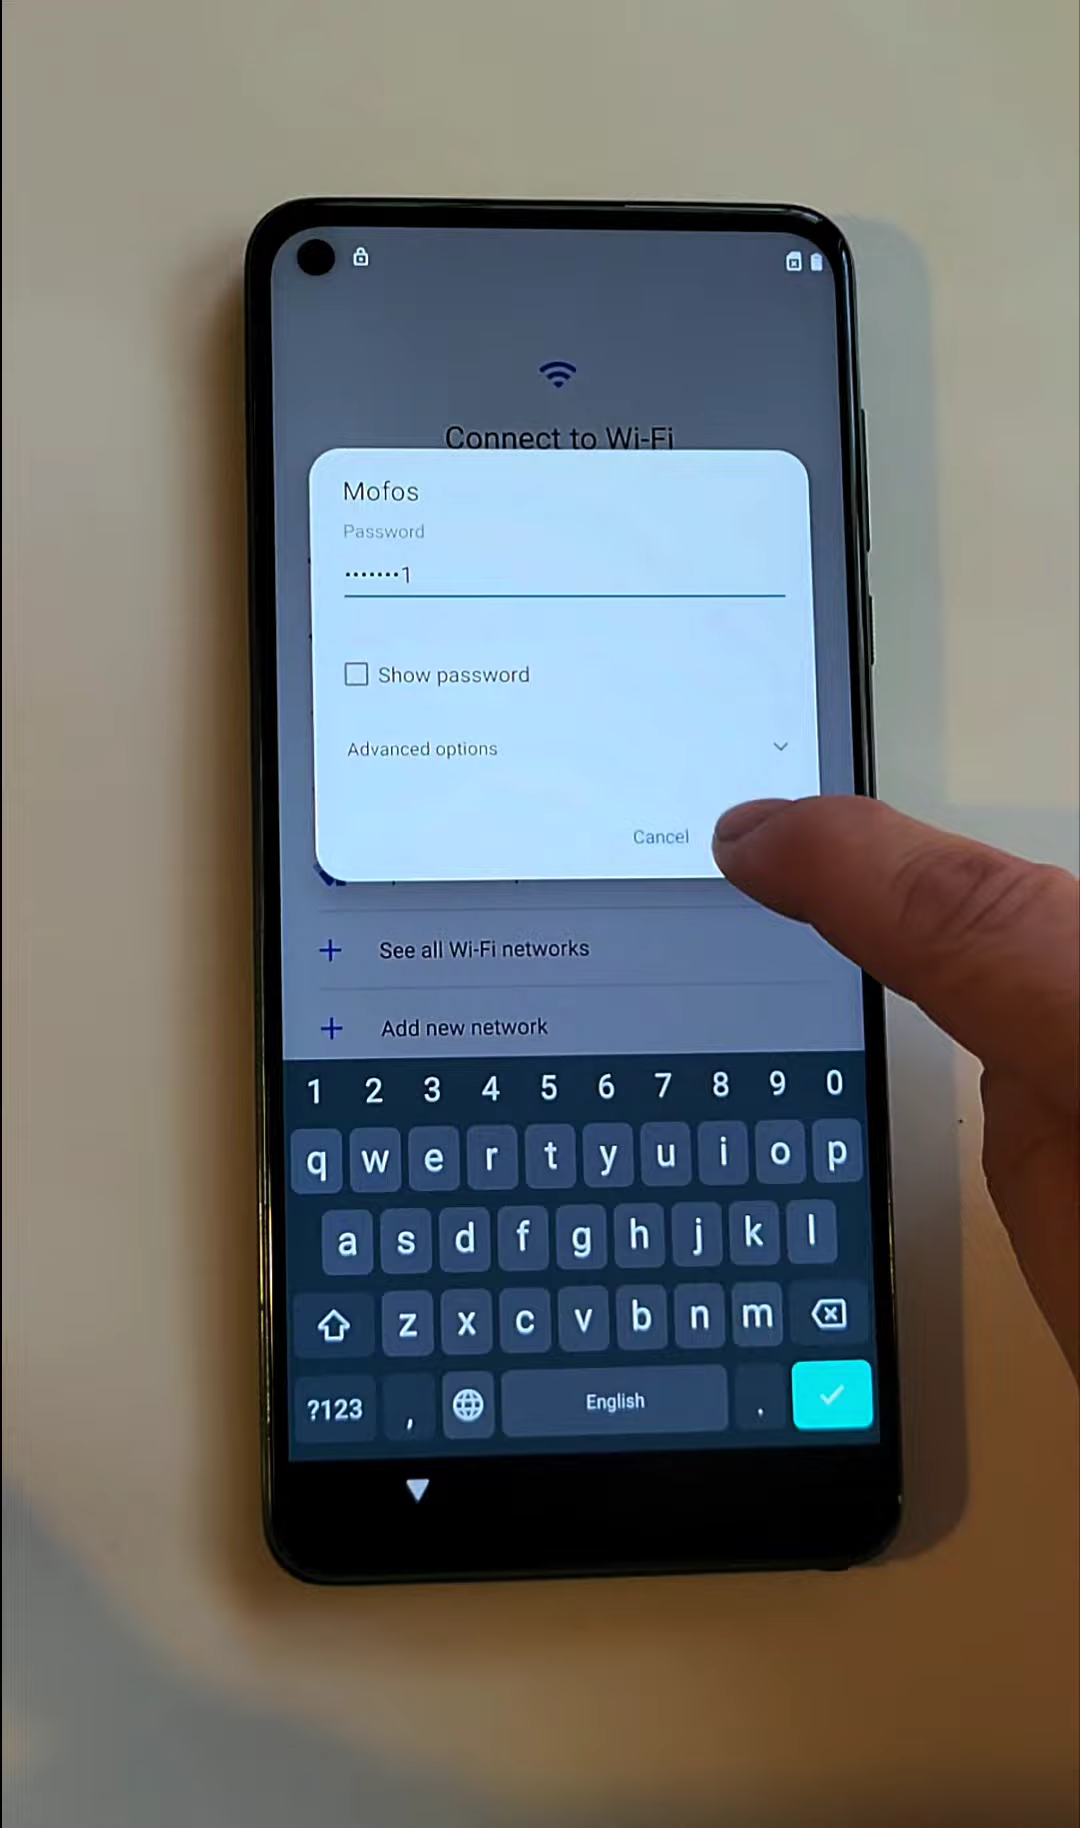 Connect to Wi-Fi
Mofos
Password
•••••••1
Show password
Advanced options
Cancel
See all Wi-Fi networks
Add new network
1 2 3 4 5 6 7 8 9 0
q w e r t y u i o p
a s d f g h j k l
z x c v b n m
?123 , English .